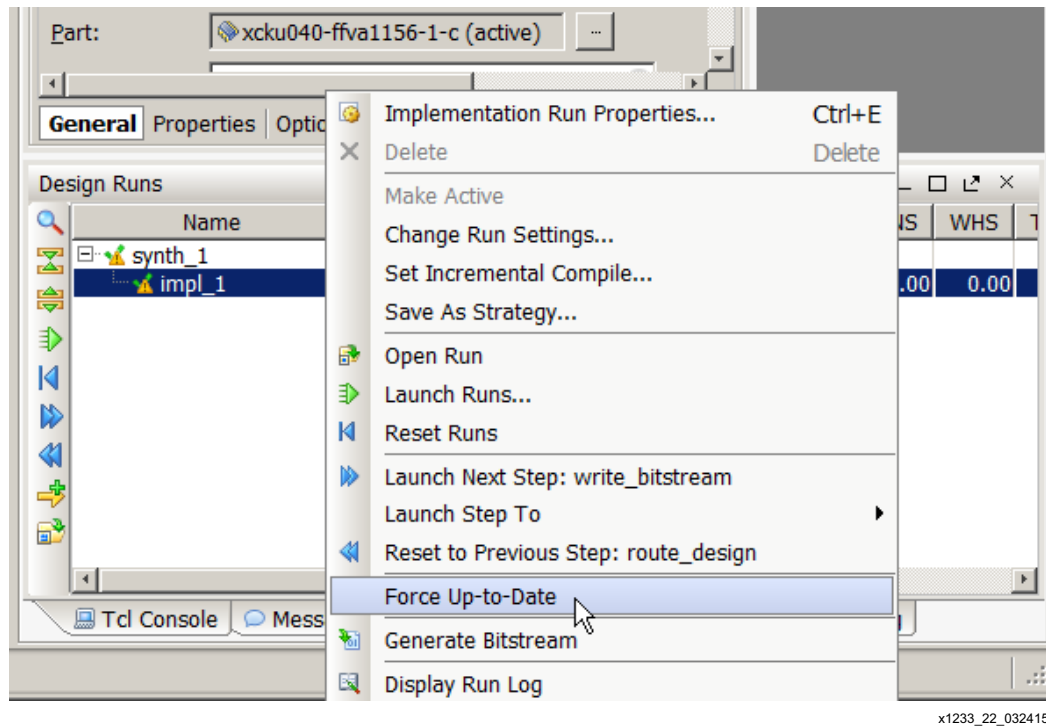 Part: xcku040-ffva1156-1-c (active) ...
General Properties Optio
Implementation Run Properties... Ctrl+E
Delete Delete
Make Active
Change Run Settings...
Set Incremental Compile...
Save As Strategy...
Open Run
Launch Runs...
Reset Runs
Launch Next Step: write_bitstream
Launch Step To
Reset to Previous Step: route_design
Force Up-to-Date
Generate Bitstream
Display Run Log
Design Runs
Name WHS
synth_1
impl_1 .00 0.00
Tcl Console Mess
x1233_22_032415